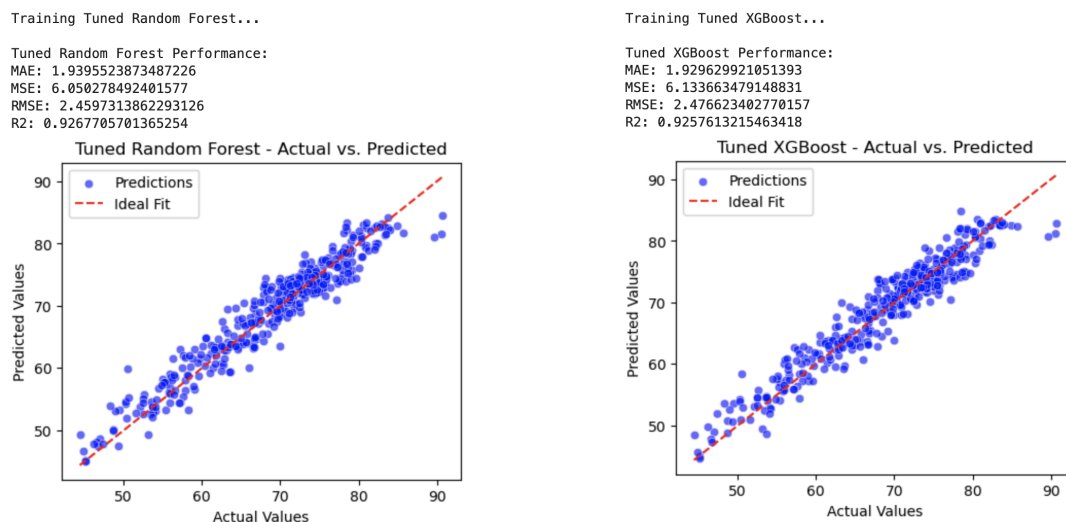 Training Tuned Random Forest...
Tuned Random Forest Performance:
MAE: 1.9395523873487226
MSE: 6.050278492401577
RMSE: 2.4597313862293126
R2: 0.9267705701365254
Tuned Random Forest - Actual vs. Predicted
Predictions
Ideal Fit
Predicted Values
90
80
70
60
50
50 60 70 80 90
Actual Values
Training Tuned XGBoost...
Tuned XGBoost Performance:
MAE: 1.929629921051393
MSE: 6.133663479148831
RMSE: 2.476623402770157
R2: 0.9257613215463418
Tuned XGBoost - Actual vs. Predicted
Predictions
Ideal Fit
Predicted Values
90
80
70
60
50
50 60 70 80 90
Actual Values